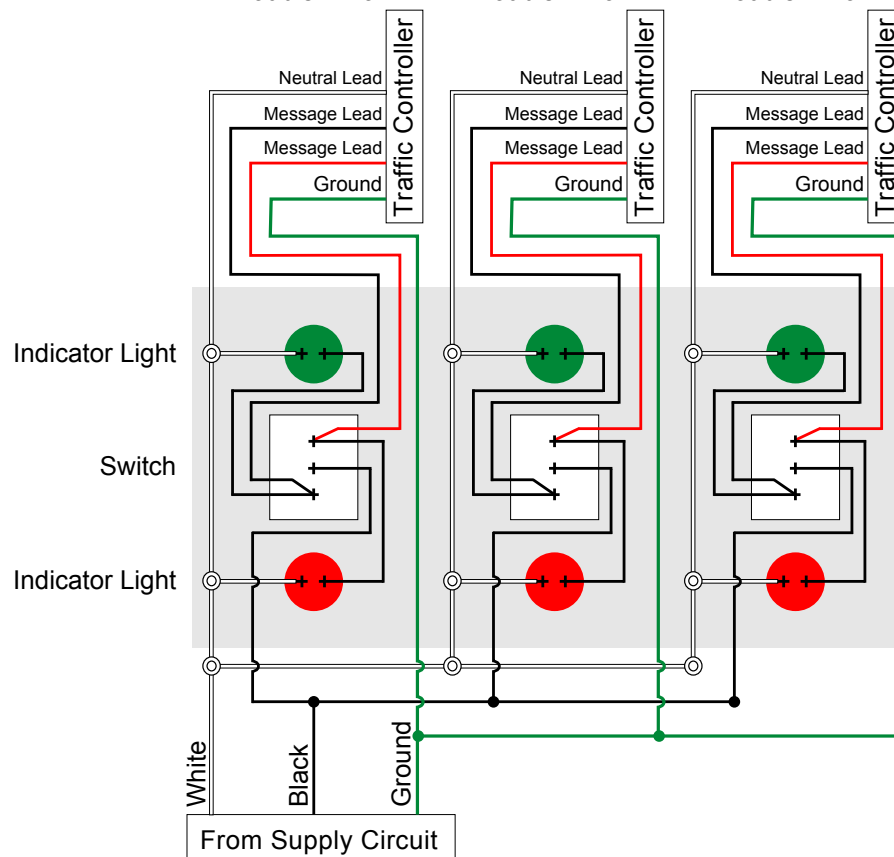 Neutral Lead
Message Lead
Message Lead
Ground
Traffic Controller
Neutral Lead
Message Lead
Message Lead
Ground
Traffic Controller
Neutral Lead
Message Lead
Message Lead
Ground
Traffic Controller
Indicator Light
Switch
Indicator Light
White
Black
Ground
From Supply Circuit